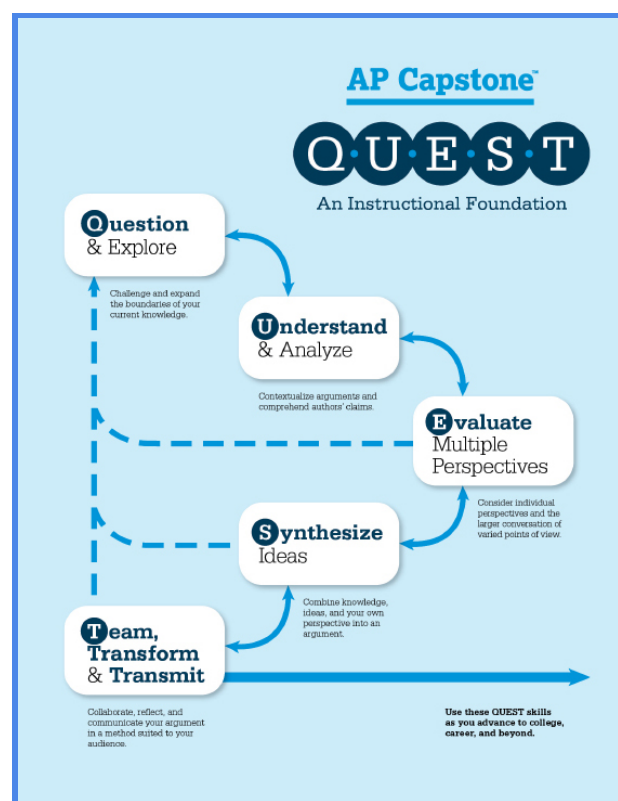 AP Capstone™
Q·U·E·S·T
An Instructional Foundation
Question
& Explore
Challenge and expand
the boundaries of your
current knowledge.
Understand
& Analyze
Contextualize arguments and
comprehend authors' claims.
Evaluate
Multiple
Perspectives
Consider individual
perspectives and the
larger conversation of
varied points of view.
Synthesize
Ideas
Combine knowledge,
ideas, and your own
perspective into an
argument.
Team,
Transform
& Transmit
Collaborate, reflect, and
communicate your argument
in a method suited to your
audience.
Use these QUEST skills
as you advance to college,
career, and beyond.